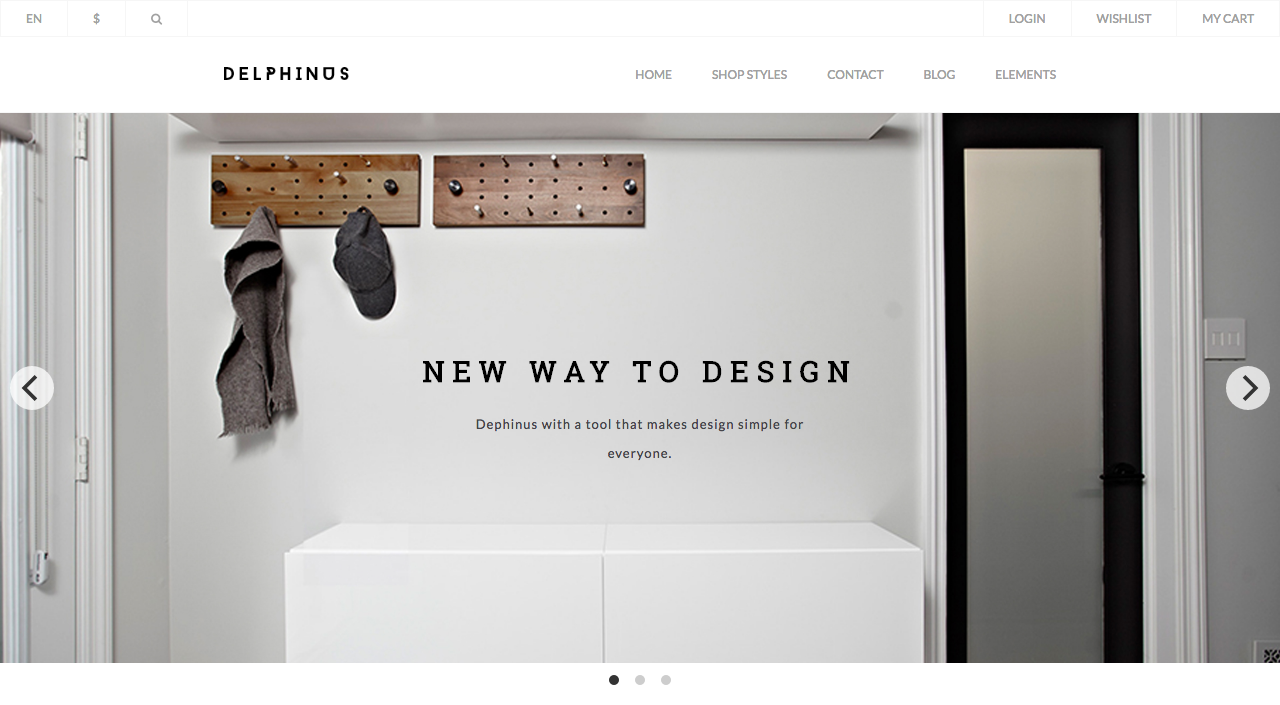 EN
$
LOGIN
WISHLIST
MY CART
DELPHINUS
HOME
SHOP STYLES
CONTACT
BLOG
ELEMENTS
NEW WAY TO DESIGN
Dephinus with a tool that makes design simple for
everyone.